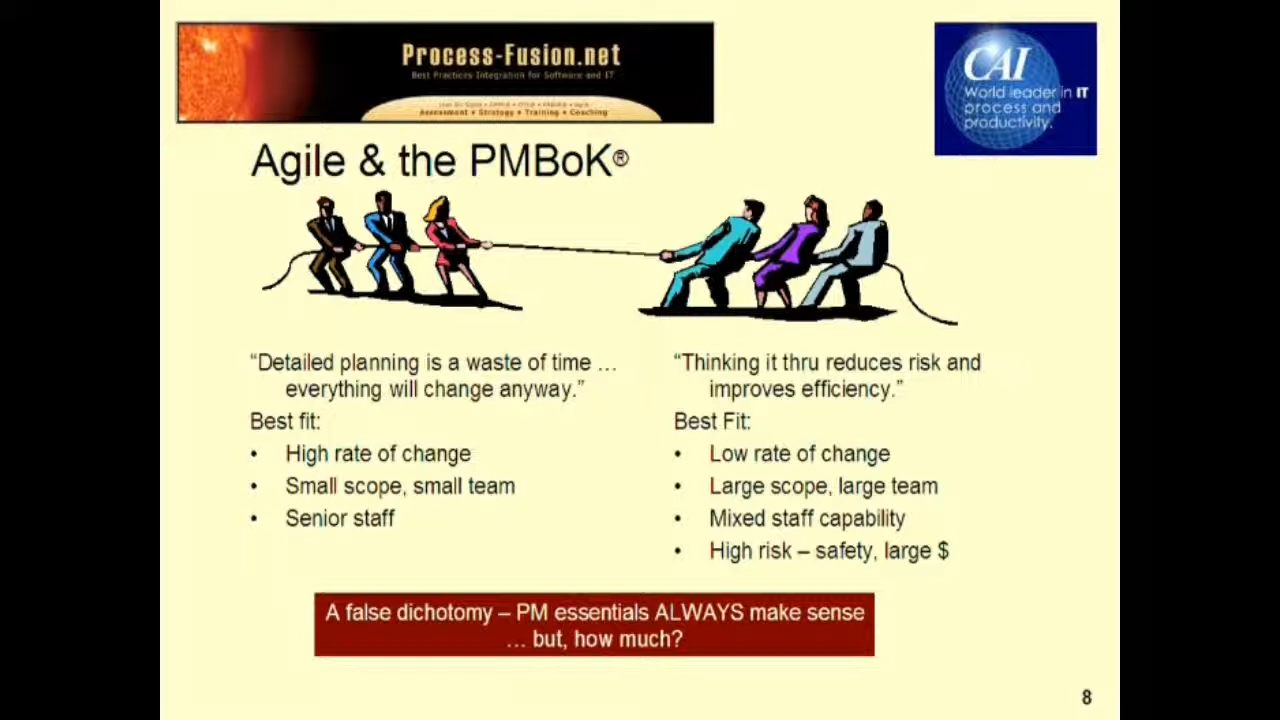 Process-Fusion.net
Best Practices Integration for Software and IT
Assessment • Strategy • Training • Coaching
CAI
World leader in IT
process and
productivity.
Agile & the PMBoK®
“Detailed planning is a waste of time …
everything will change anyway.”
Best fit:
• High rate of change
• Small scope, small team
• Senior staff
“Thinking it thru reduces risk and
improves efficiency.”
Best Fit:
• Low rate of change
• Large scope, large team
• Mixed staff capability
• High risk – safety, large $
A false dichotomy – PM essentials ALWAYS make sense
… but, how much?
8